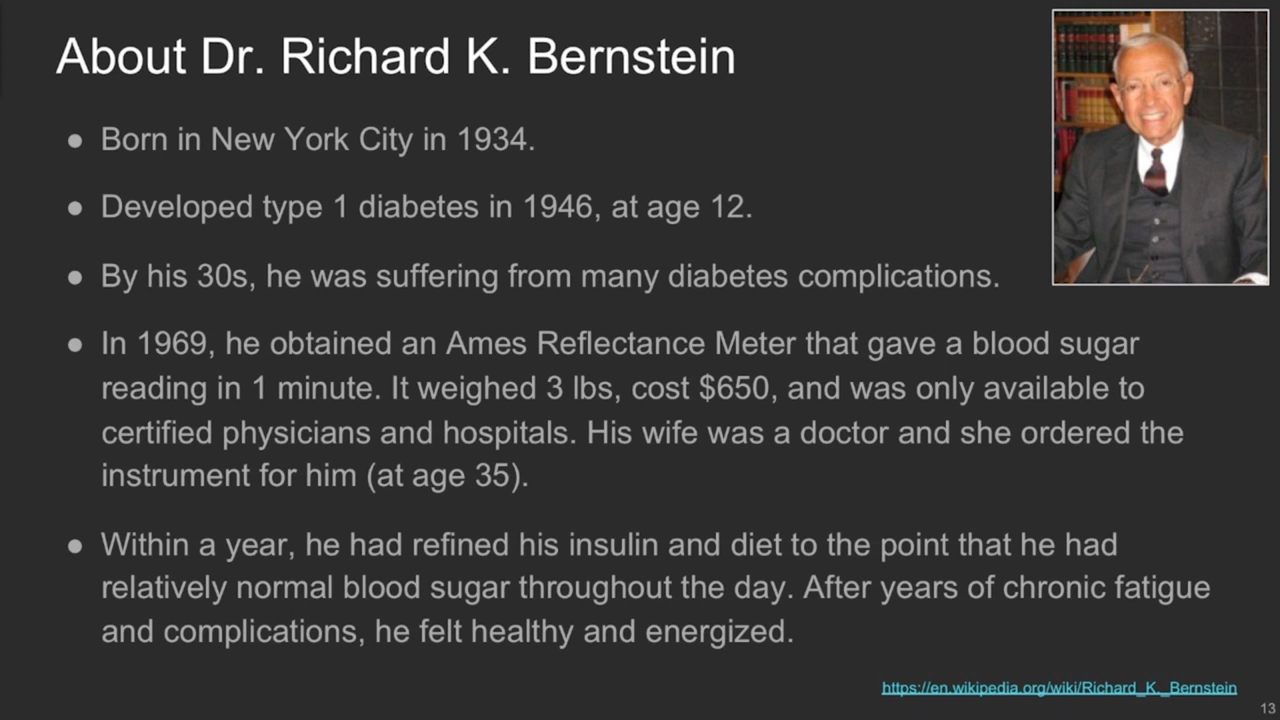 About Dr. Richard K. Bernstein
● Born in New York City in 1934.
● Developed type 1 diabetes in 1946, at age 12.
● By his 30s, he was suffering from many diabetes complications.
● In 1969, he obtained an Ames Reflectance Meter that gave a blood sugar
reading in 1 minute. It weighed 3 lbs, cost $650, and was only available to
certified physicians and hospitals. His wife was a doctor and she ordered the
instrument for him (at age 35).
● Within a year, he had refined his insulin and diet to the point that he had
relatively normal blood sugar throughout the day. After years of chronic fatigue
and complications, he felt healthy and energized.
https://en.wikipedia.org/wiki/Richard_K._Bernstein
13